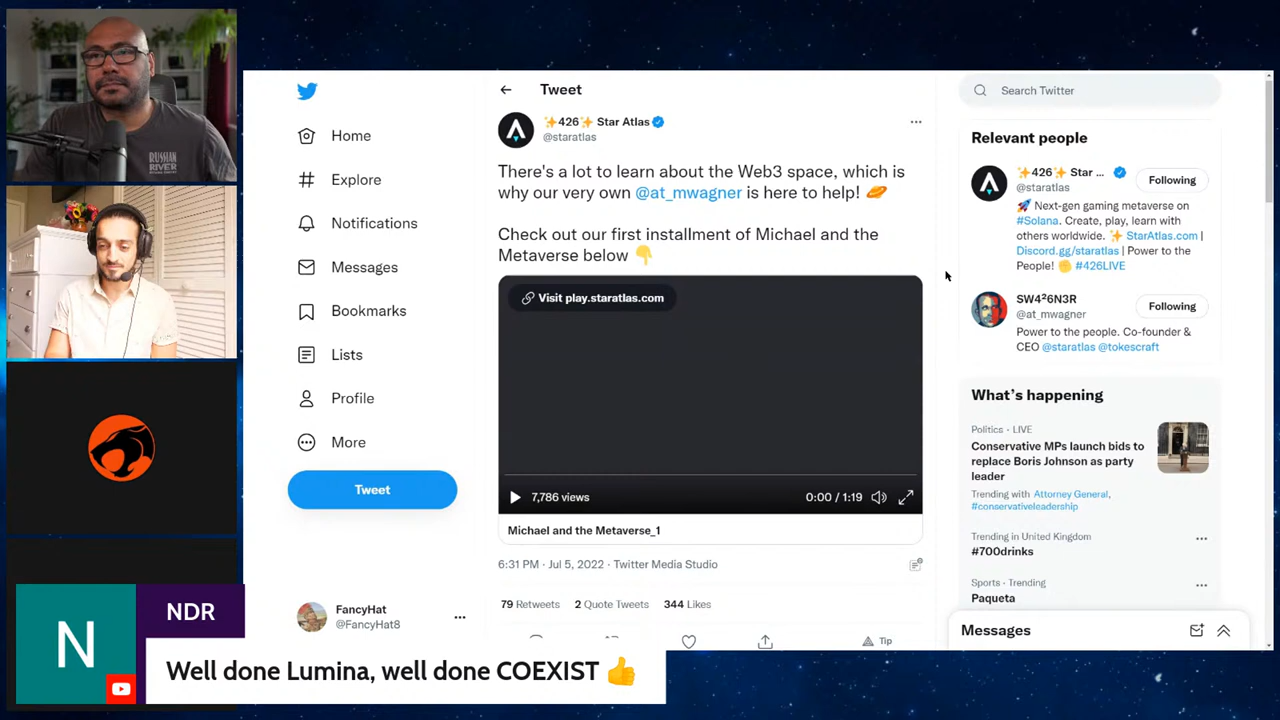 RUSSIAN
RIVER
Home
Explore
Notifications
Messages
Bookmarks
Lists
Profile
More
Tweet
FancyHat
@FancyHat8
Tweet
✨426✨ Star Atlas
@staratlas
There's a lot to learn about the Web3 space, which is
why our very own @at_mwagner is here to help! 🪐
Check out our first installment of Michael and the
Metaverse below 👇
Visit play.staratlas.com
7,786 views
0:00 / 1:19
Michael and the Metaverse_1
6:31 PM · Jul 5, 2022 · Twitter Media Studio
79 Retweets 2 Quote Tweets 344 Likes
Tip
Search Twitter
Relevant people
✨426✨ Star ...
@staratlas
Following
🚀 Next-gen gaming metaverse on
#Solana. Create, play, learn with
others worldwide. ✨ StarAtlas.com |
Discord.gg/staratlas | Power to the
People! ✊ #426LIVE
SW4²6N3R
@at_mwagner
Following
Power to the people. Co-founder &
CEO @staratlas @tokescraft
What's happening
Politics · LIVE
Conservative MPs launch bids to
replace Boris Johnson as party
leader
Trending with Attorney General,
#conservativeleadership
Trending in United Kingdom
#700drinks
Sports · Trending
Paqueta
Messages
N
NDR
Well done Lumina, well done COEXIST 👍